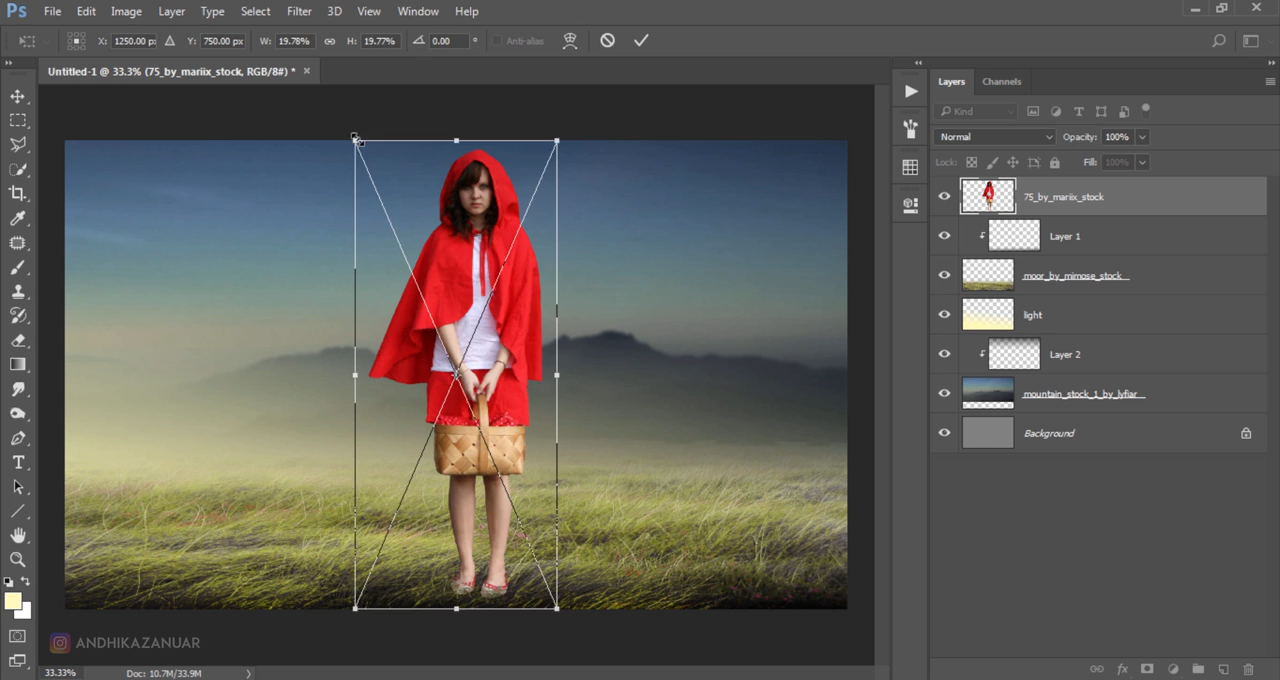 Ps File Edit Image Layer Type Select Filter 3D View Window Help
X: 1250.00 px Y: 750.00 px W: 19.78% H: 19.77% 0.00 ° Anti-alias
Untitled-1 @ 33.3% (75_by_mariix_stock, RGB/8#) * ×
Layers Channels
Kind
Normal Opacity: 100%
Lock: Fill: 100%
75_by_mariix_stock
Layer 1
moor_by_mimose_stock
light
Layer 2
mountain_stock_1_by_lyfiar
Background
ANDHIKAZANUAR
33.33% Doc: 10.7M/33.9M